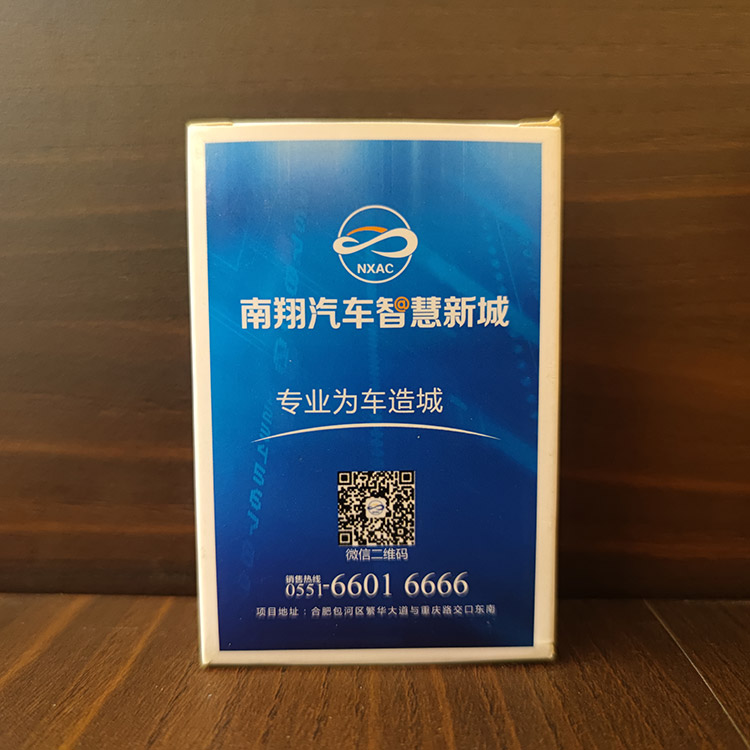 NXAC
南翔汽车智慧新城
专业为车造城
微信二维码
销售热线
0551-6601 6666
项目地址：合肥包河区繁华大道与重庆路交口东南